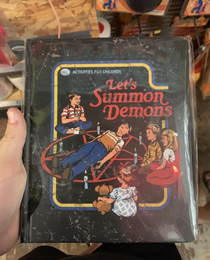 ACTIVITIES FOR CHILDREN
Let's
Summon
Demons